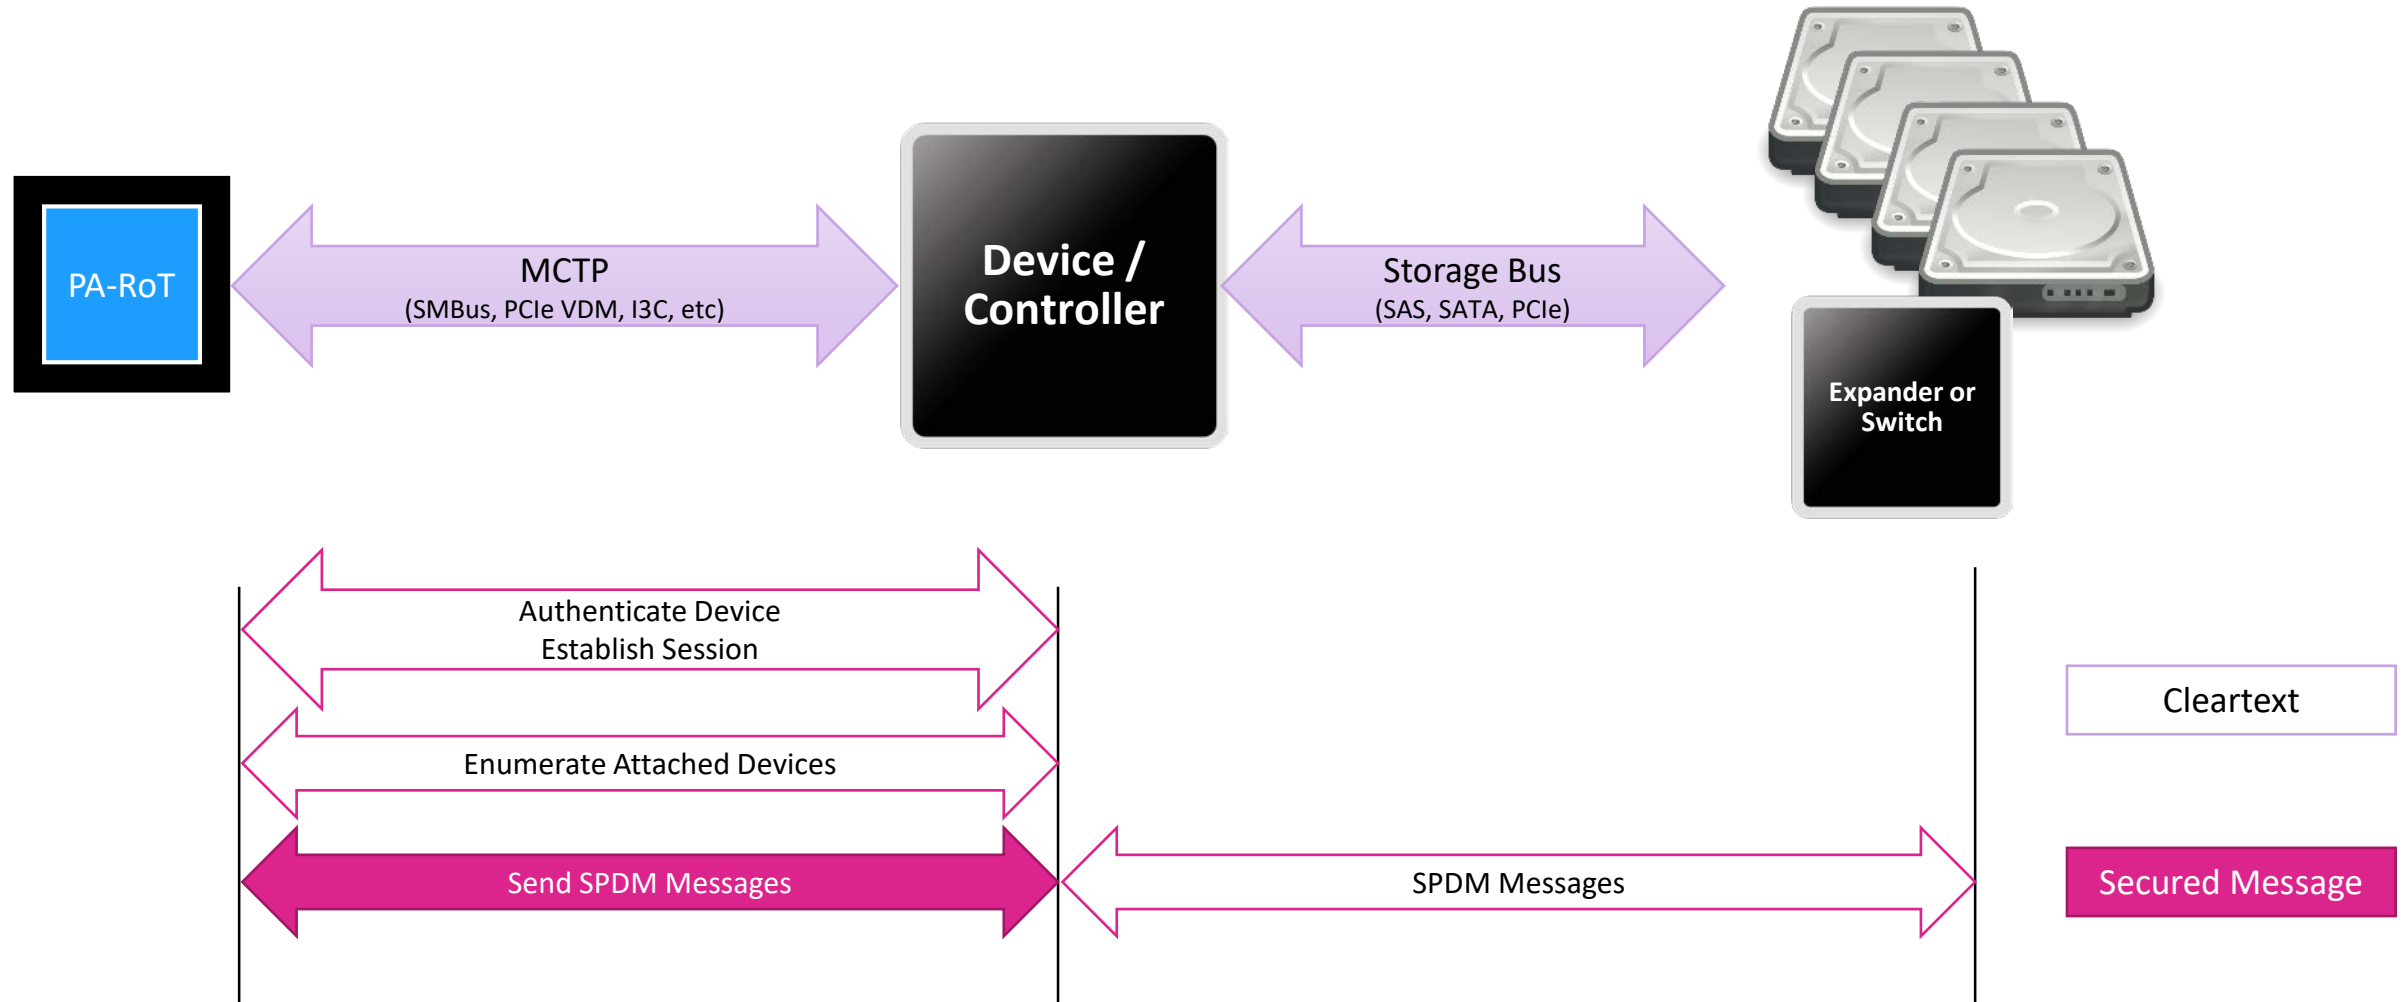 PA-RoT
MCTP
(SMBus, PCIe VDM, I3C, etc)
Device /
Controller
Storage Bus
(SAS, SATA, PCIe)
Expander or
Switch
Authenticate Device
Establish Session
Enumerate Attached Devices
Send SPDM Messages
SPDM Messages
Cleartext
Secured Message